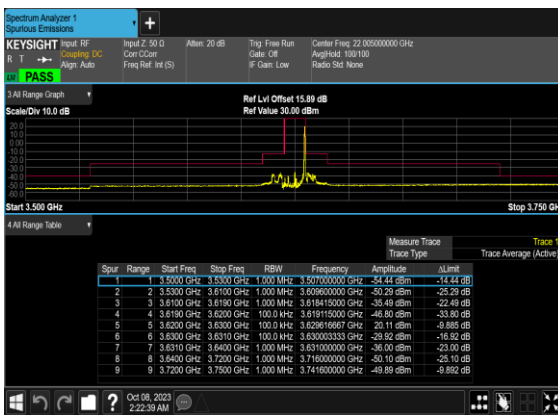 Spectrum Analyzer 1
Spurious Emissions
KEYSIGHT Input: RF Input Z: 50 Ω Atten: 20 dB Trig: Free Run Center Freq: 22.005000000 GHz
R T Coupling: DC Corr CCorr Gate: Off Avg|Hold: 100/100
Align: Auto Freq Ref: Int (S) IF Gain: Low Radio Std: None
PASS
3 All Range Graph
Ref Lvl Offset 15.89 dB
Scale/Div 10.0 dB Ref Value 30.00 dBm
20.0
10.0
0.00
-10.0
-20.0
-30.0
-40.0
-50.0
-60.0
Start 3.500 GHz Stop 3.750 GH
4 All Range Table
Measure Trace Trace 1
Trace Type Trace Average (Active)
Spur Range Start Freq Stop Freq RBW Frequency Amplitude ΔLimit
1 1 3.5000 GHz 3.5300 GHz 1.000 MHz 3.507000000 GHz -54.44 dBm -14.44 dB
2 2 3.5300 GHz 3.6100 GHz 1.000 MHz 3.609600000 GHz -50.29 dBm -25.29 dB
3 3 3.6100 GHz 3.6190 GHz 1.000 MHz 3.618415000 GHz -35.49 dBm -22.49 dB
4 4 3.6190 GHz 3.6200 GHz 100.0 kHz 3.619115000 GHz -46.80 dBm -33.80 dB
5 5 3.6200 GHz 3.6300 GHz 100.0 kHz 3.629616667 GHz 20.11 dBm -9.885 dB
6 6 3.6300 GHz 3.6310 GHz 100.0 kHz 3.630003333 GHz -29.92 dBm -16.92 dB
7 7 3.6310 GHz 3.6400 GHz 1.000 MHz 3.631000000 GHz -36.00 dBm -23.00 dB
8 8 3.6400 GHz 3.7200 GHz 1.000 MHz 3.716000000 GHz -50.10 dBm -25.10 dB
9 9 3.7200 GHz 3.7500 GHz 1.000 MHz 3.741600000 GHz -49.89 dBm -9.892 dB
Oct 08, 2023
2:22:39 AM